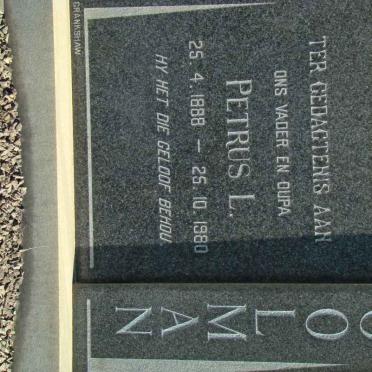 TER GEDAGTENIS AAN
ONS VADER EN OUPA
PETRUS L.
25. 4. 1888 — 25. 10. 1980
HY HET DIE GELOOF BEHOU
OLMAN
CRANKSHAW